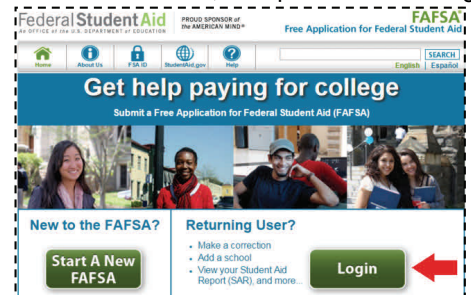 Federal Student Aid
An OFFICE of the U.S. DEPARTMENT of EDUCATION
PROUD SPONSOR of
the AMERICAN MIND®
FAFSA®
Free Application for Federal Student Aid
SEARCH
Home
About Us
FSA ID
StudentAid.gov
Help
English | Español
Get help paying for college
Submit a Free Application for Federal Student Aid (FAFSA)
New to the FAFSA?
Start A New
FAFSA
Returning User?
• Make a correction
• Add a school
• View your Student Aid
Report (SAR), and more...
Login